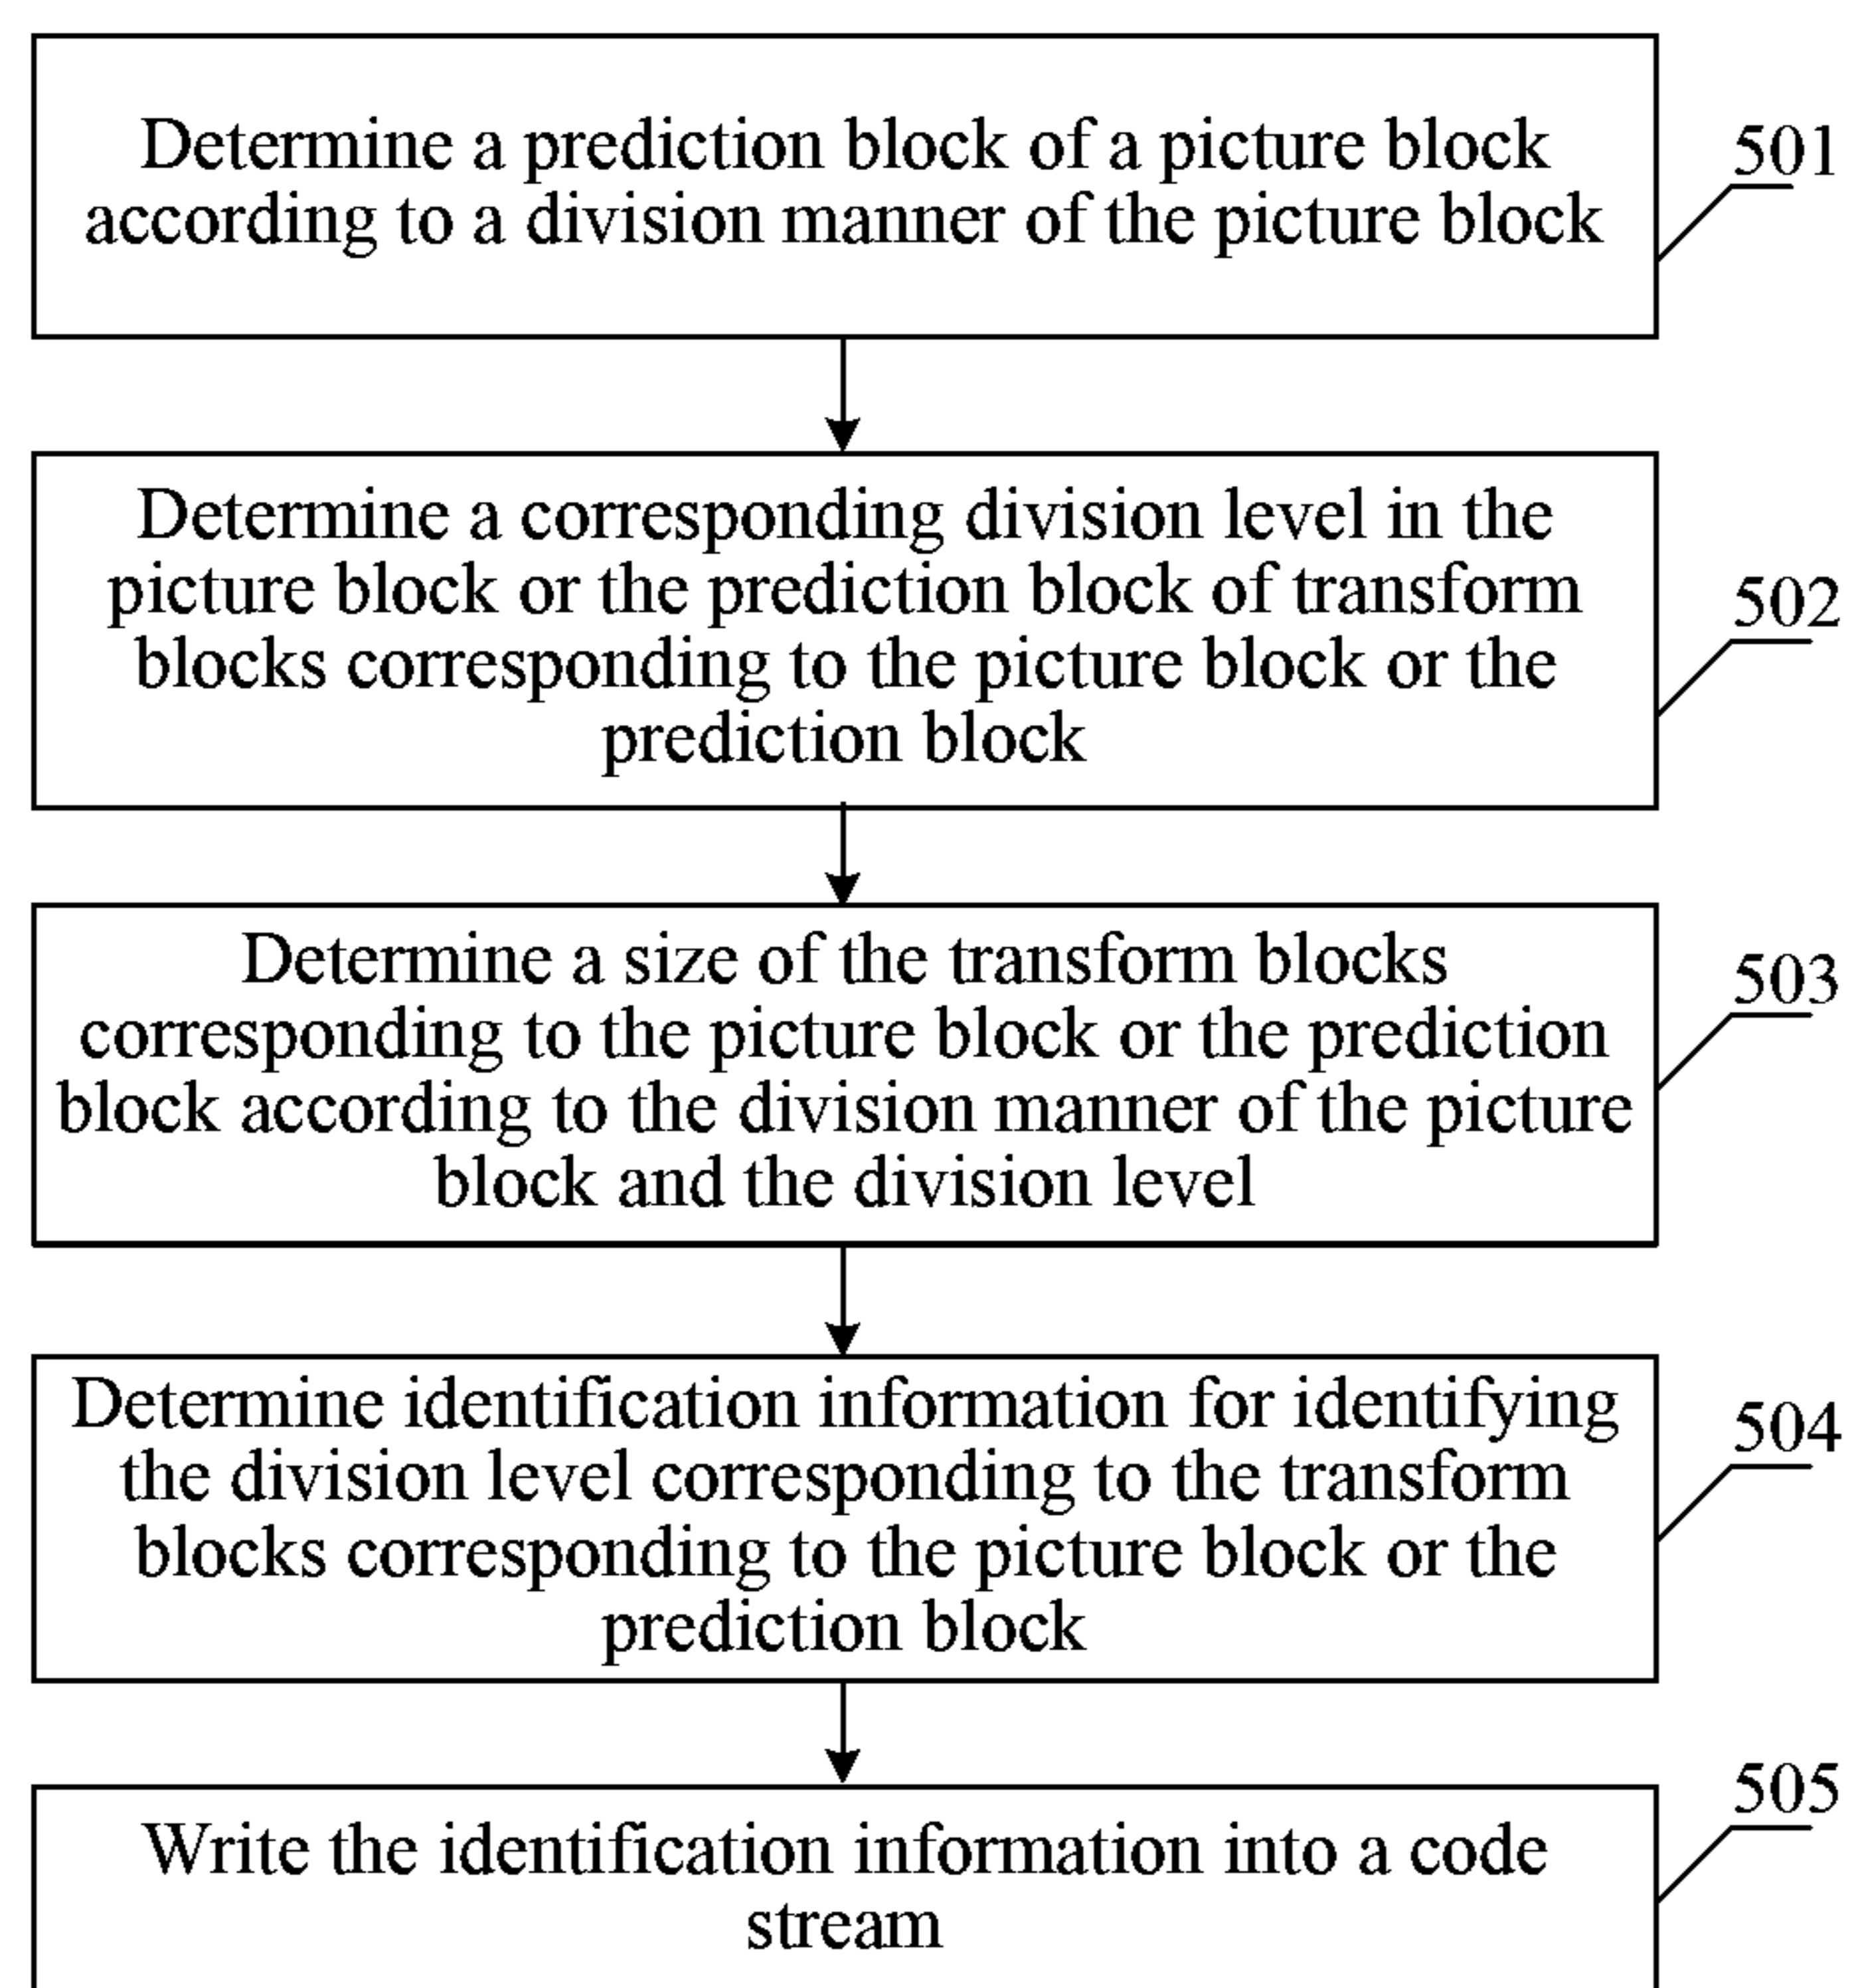 Determine a prediction block of a picture block
according to a division manner of the picture block
501
Determine a corresponding division level in the
picture block or the prediction block of transform
blocks corresponding to the picture block or the
prediction block
502
Determine a size of the transform blocks
corresponding to the picture block or the prediction
block according to the division manner of the picture
block and the division level
503
Determine identification information for identifying
the division level corresponding to the transform
blocks corresponding to the picture block or the
prediction block
504
Write the identification information into a code
stream
505